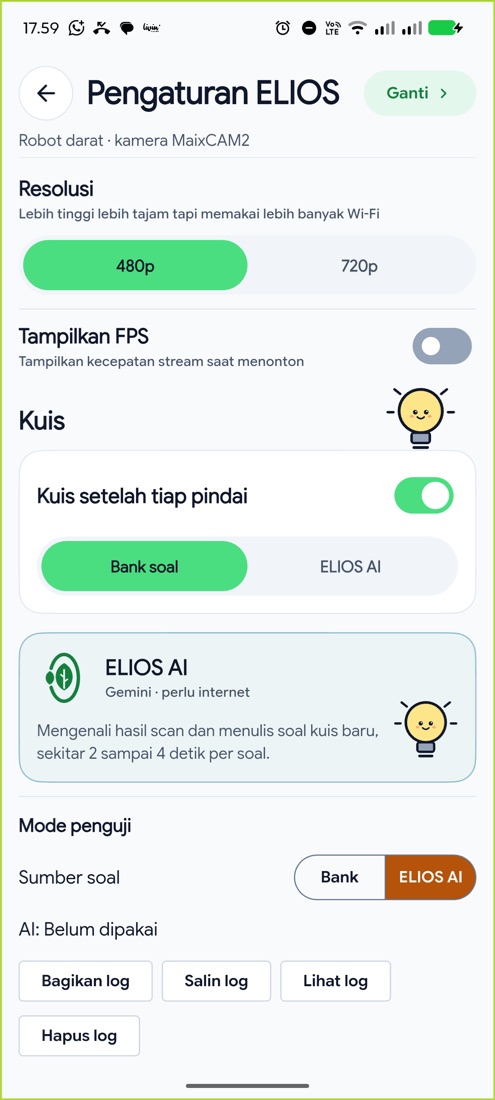 17.59
Vo)) LTE
Pengaturan ELIOS
Ganti
Robot darat · kamera MaixCAM2
Resolusi
Lebih tinggi lebih tajam tapi memakai lebih banyak Wi-Fi
480p
720p
Tampilkan FPS
Tampilkan kecepatan stream saat menonton
Kuis
Kuis setelah tiap pindai
Bank soal
ELIOS AI
ELIOS AI
Gemini · perlu internet
Mengenali hasil scan dan menulis soal kuis baru,
sekitar 2 sampai 4 detik per soal.
Mode penguji
Sumber soal
Bank
ELIOS AI
AI: Belum dipakai
Bagikan log
Salin log
Lihat log
Hapus log